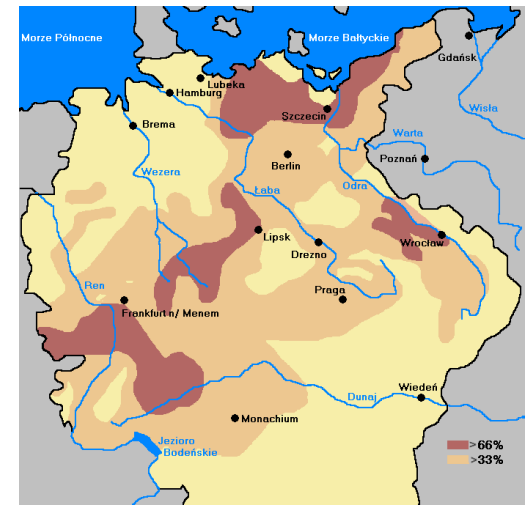 Morze Północne
Morze Bałtyckie
Gdańsk
Lubeka
Hamburg
Szczecin
Wisła
Brema
Warta
Berlin
Poznań
Wezera
Łaba
Odra
Lipsk
Wrocław
Drezno
Ren
Praga
Frankfurt n/ Menem
Dunaj
Wiedeń
Monachium
Jezioro
Bodeńskie
>66%
>33%